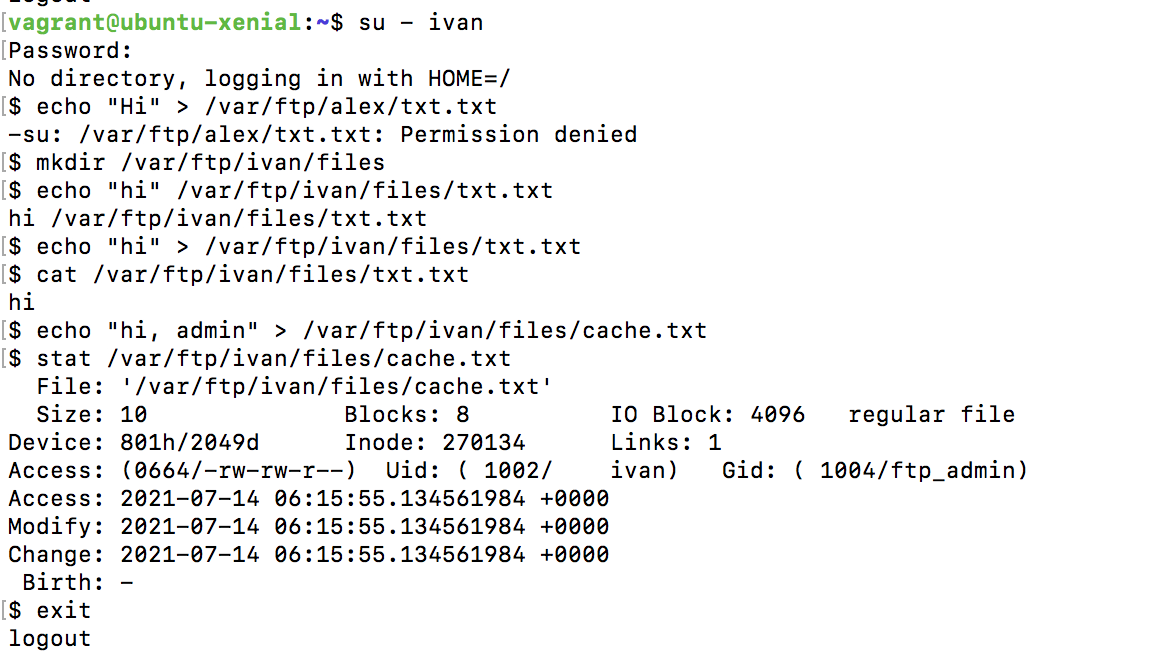 logout
[vagrant@ubuntu-xenial:~$ su - ivan
[Password:
No directory, logging in with HOME=/
[$ echo "Hi" > /var/ftp/alex/txt.txt
-su: /var/ftp/alex/txt.txt: Permission denied
[$ mkdir /var/ftp/ivan/files
[$ echo "hi" /var/ftp/ivan/files/txt.txt
hi /var/ftp/ivan/files/txt.txt
[$ echo "hi" > /var/ftp/ivan/files/txt.txt
[$ cat /var/ftp/ivan/files/txt.txt
hi
[$ echo "hi, admin" > /var/ftp/ivan/files/cache.txt
[$ stat /var/ftp/ivan/files/cache.txt
  File: '/var/ftp/ivan/files/cache.txt'
  Size: 10              Blocks: 8          IO Block: 4096   regular file
Device: 801h/2049d      Inode: 270134      Links: 1
Access: (0664/-rw-rw-r--)  Uid: ( 1002/    ivan)   Gid: ( 1004/ftp_admin)
Access: 2021-07-14 06:15:55.134561984 +0000
Modify: 2021-07-14 06:15:55.134561984 +0000
Change: 2021-07-14 06:15:55.134561984 +0000
 Birth: -
[$ exit
logout